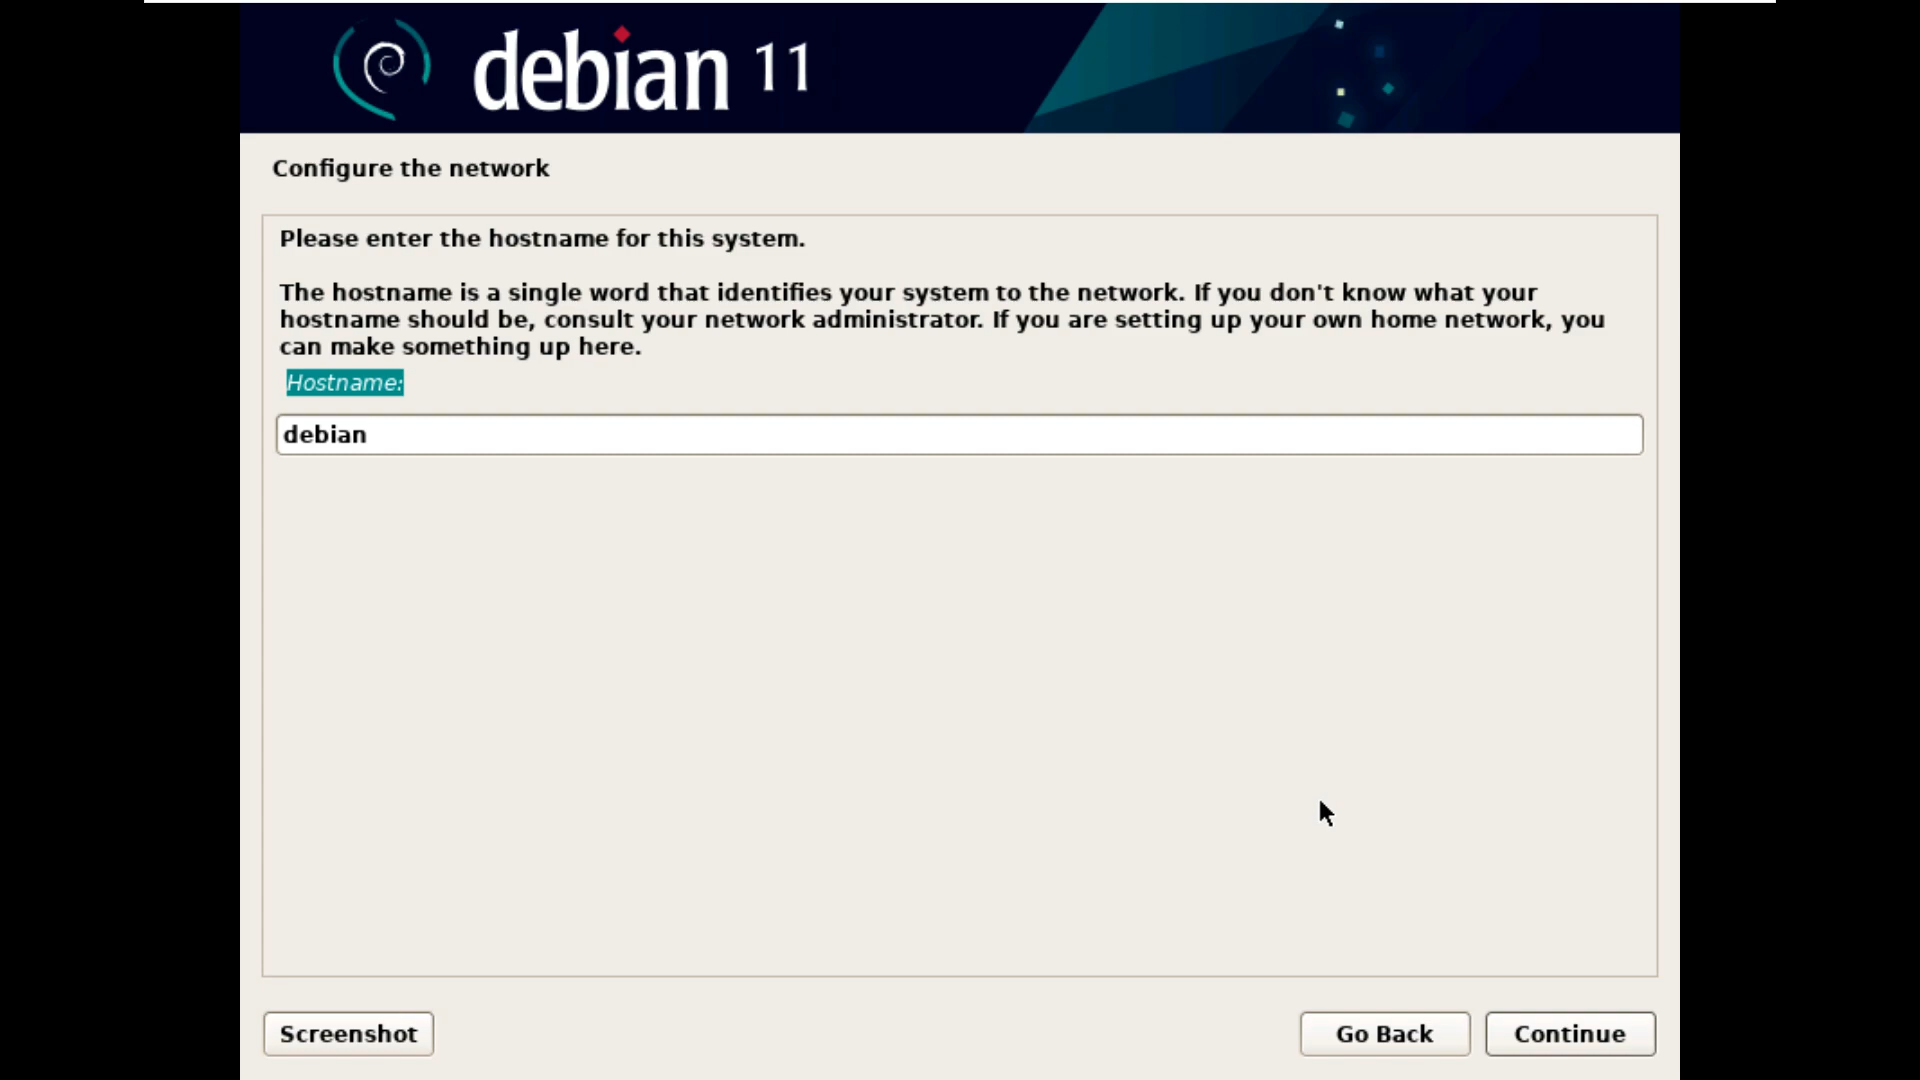 debian 11
Configure the network
Please enter the hostname for this system.
The hostname is a single word that identifies your system to the network. If you don't know what your
hostname should be, consult your network administrator. If you are setting up your own home network, you
can make something up here.
Hostname:
debian
Screenshot
Go Back
Continue